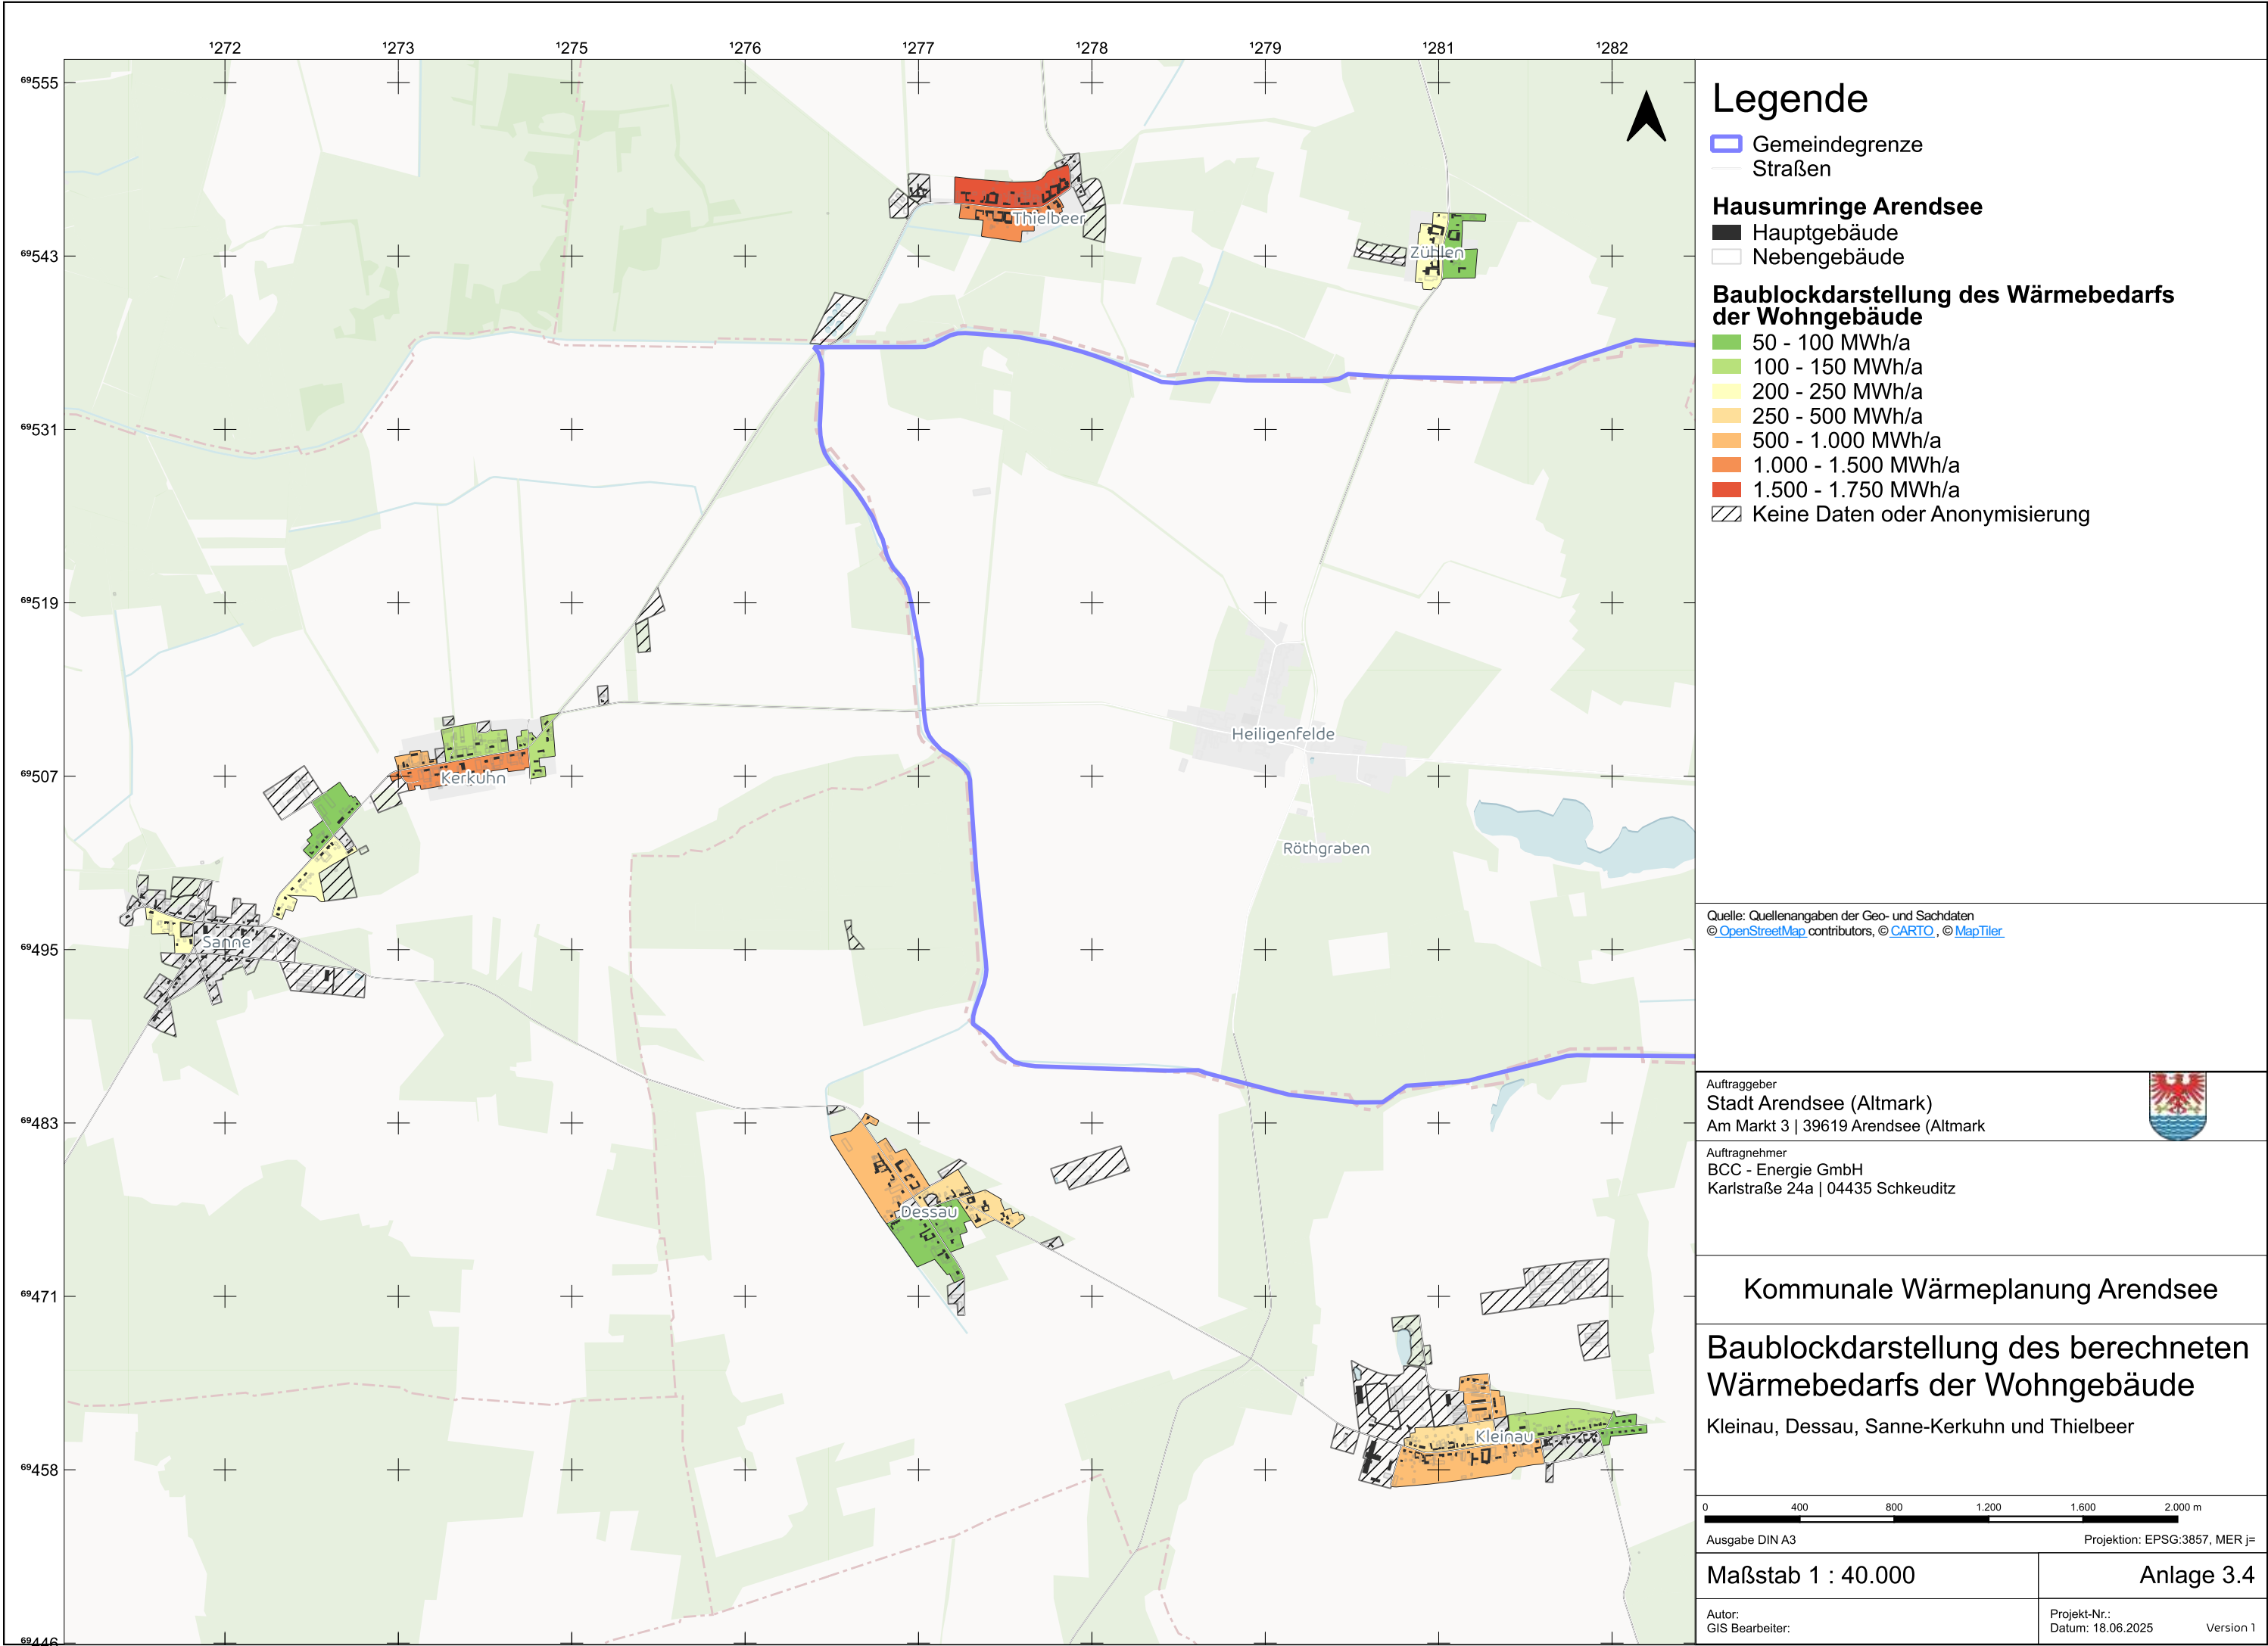 ¹272 ¹273 ¹275 ¹276 ¹277 ¹278 ¹279 ¹281 ¹282
⁶⁹555
⁶⁹543
⁶⁹531
⁶⁹519
⁶⁹507
⁶⁹495
⁶⁹483
⁶⁹471
⁶⁹458
⁶⁹446
Thielbeer
Zühlen
Heiligenfelde
Kerkuhn
Röthgraben
Sanne
Dessau
Kleinau
Legende
Gemeindegrenze
Straßen
Hausumringe Arendsee
Hauptgebäude
Nebengebäude
Baublockdarstellung des Wärmebedarfs
der Wohngebäude
50 - 100 MWh/a
100 - 150 MWh/a
200 - 250 MWh/a
250 - 500 MWh/a
500 - 1.000 MWh/a
1.000 - 1.500 MWh/a
1.500 - 1.750 MWh/a
Keine Daten oder Anonymisierung
Quelle: Quellenangaben der Geo- und Sachdaten
© OpenStreetMap contributors, © CARTO , © MapTiler
Auftraggeber
Stadt Arendsee (Altmark)
Am Markt 3 | 39619 Arendsee (Altmark
Auftragnehmer
BCC - Energie GmbH
Karlstraße 24a | 04435 Schkeuditz
Kommunale Wärmeplanung Arendsee
Baublockdarstellung des berechneten
Wärmebedarfs der Wohngebäude
Kleinau, Dessau, Sanne-Kerkuhn und Thielbeer
0 400 800 1.200 1.600 2.000 m
Ausgabe DIN A3 Projektion: EPSG:3857, MER j=
Maßstab 1 : 40.000 Anlage 3.4
Autor:
GIS Bearbeiter:
Projekt-Nr.:
Datum: 18.06.2025 Version 1